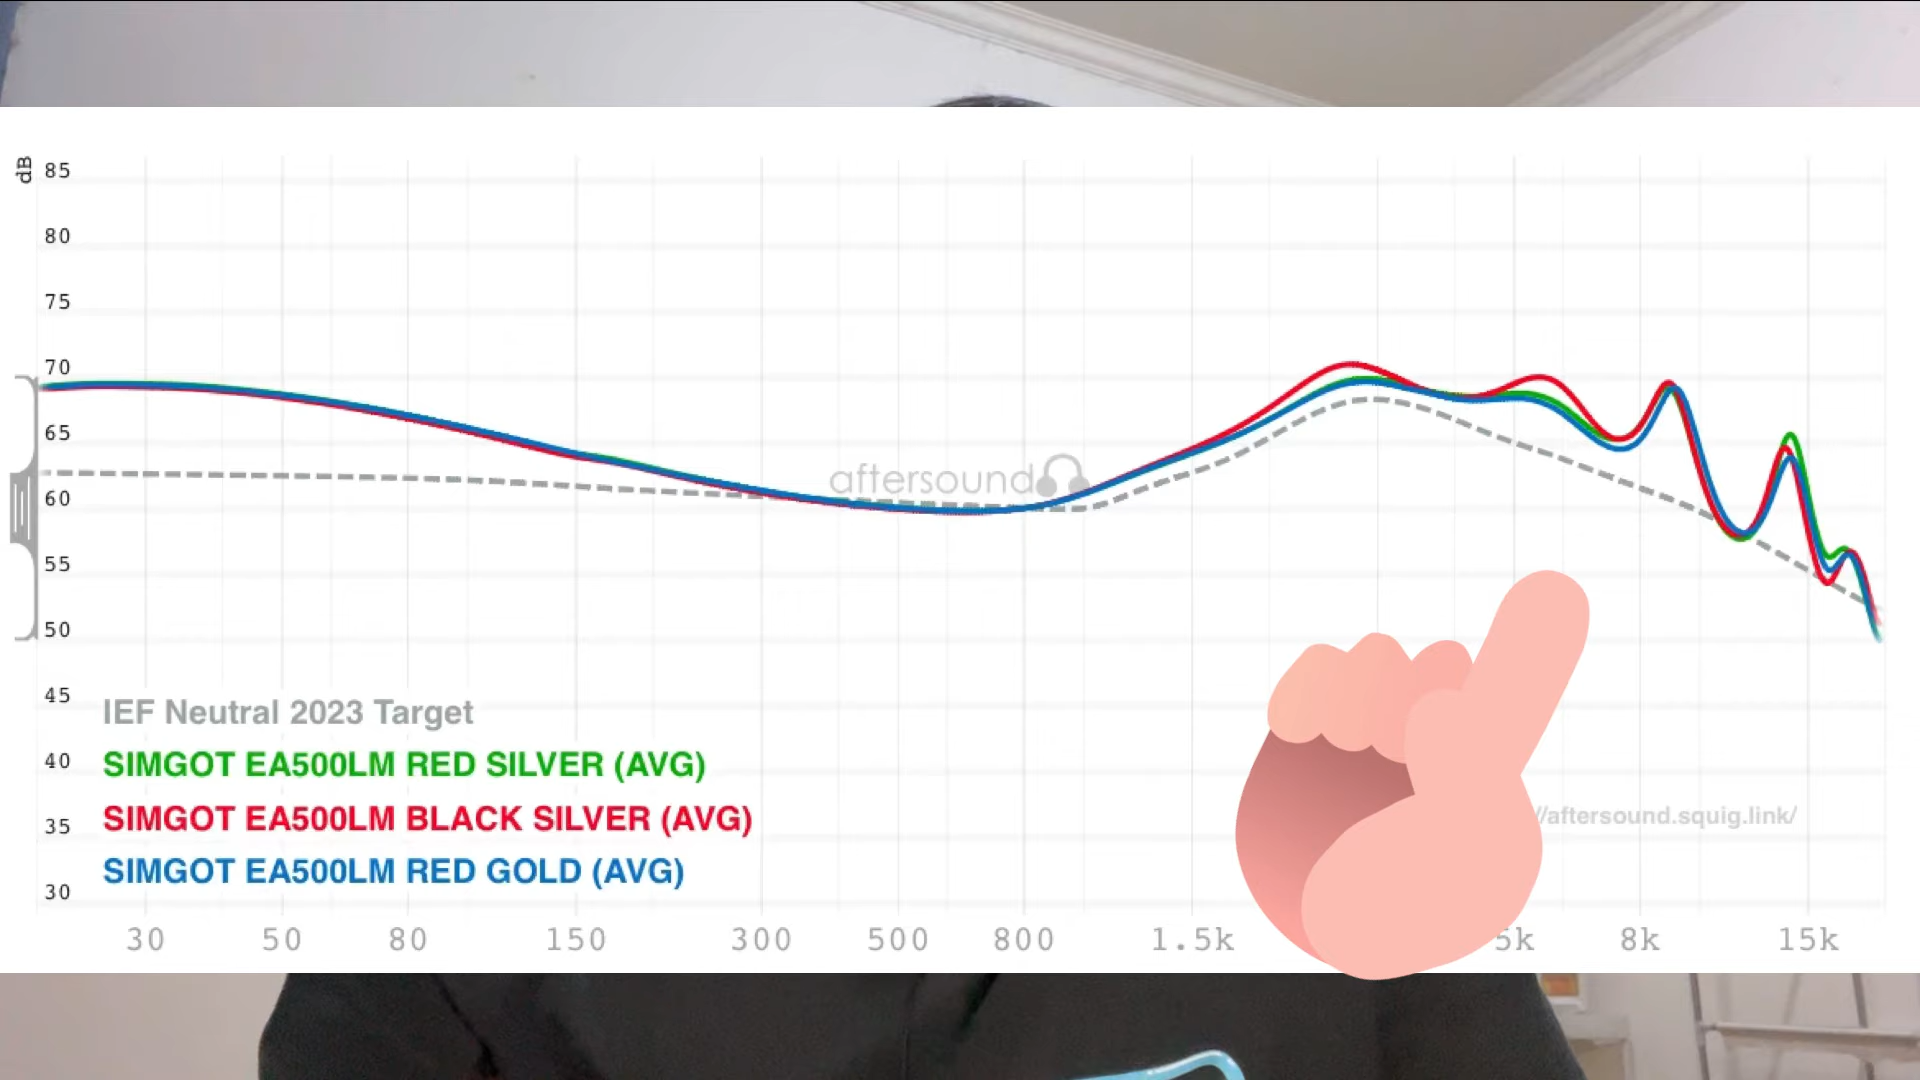 dB
85
80
75
70
65
60
55
50
45
40
35
30
aftersound
IEF Neutral 2023 Target
SIMGOT EA500LM RED SILVER (AVG)
SIMGOT EA500LM BLACK SILVER (AVG)
SIMGOT EA500LM RED GOLD (AVG)
//aftersound.squig.link/
30 50 80 150 300 500 800 1.5k 5k 8k 15k